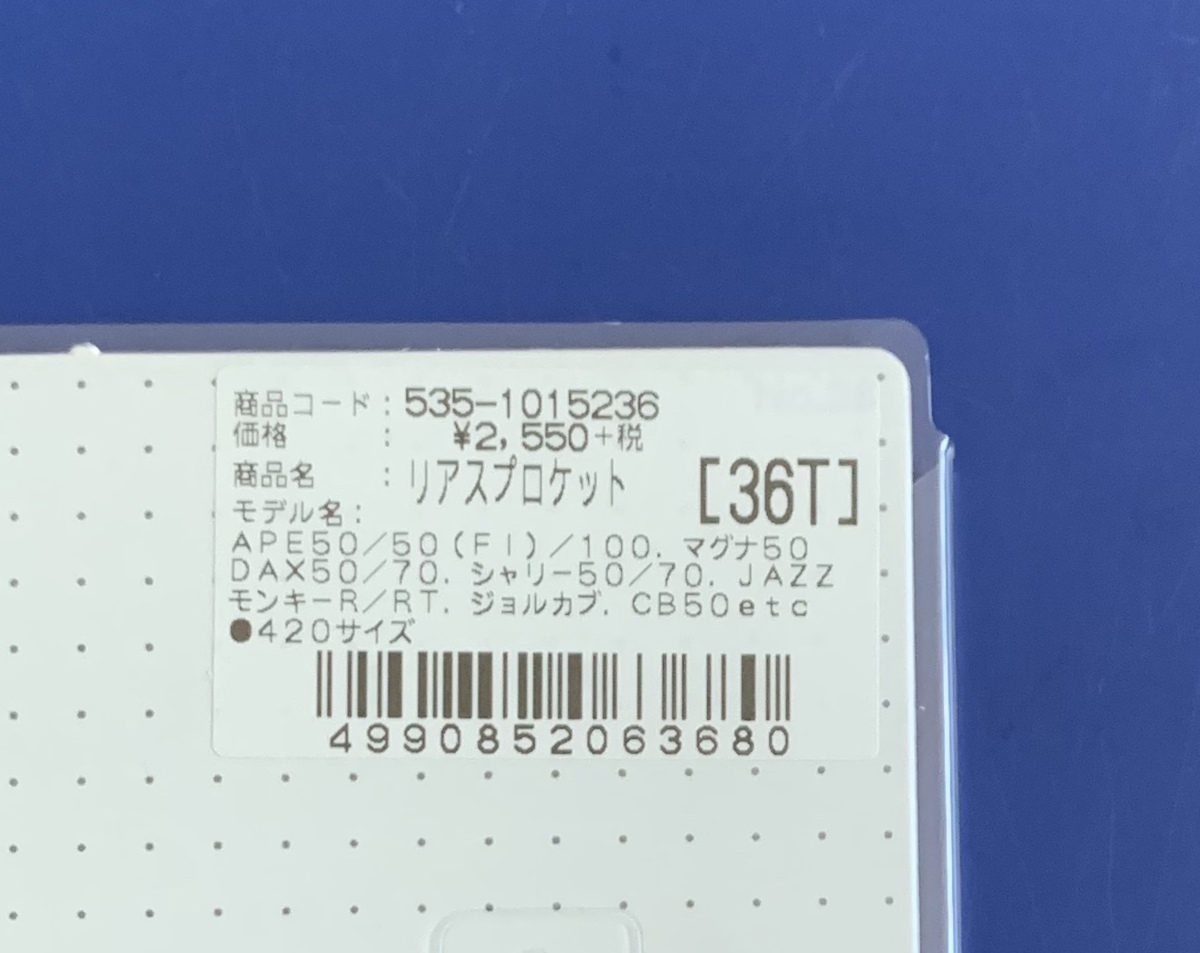 商品コード：535-1015236
価格　　　：　¥2,550+税
商品名　　：リアスプロケット [36T]
モデル名：
APE50/50(FI)/100．マグナ50
DAX50/70．シャリー50/70．JAZZ
モンキーR/RT．ジョルカブ．CB50etc
●420サイズ
4990852063680